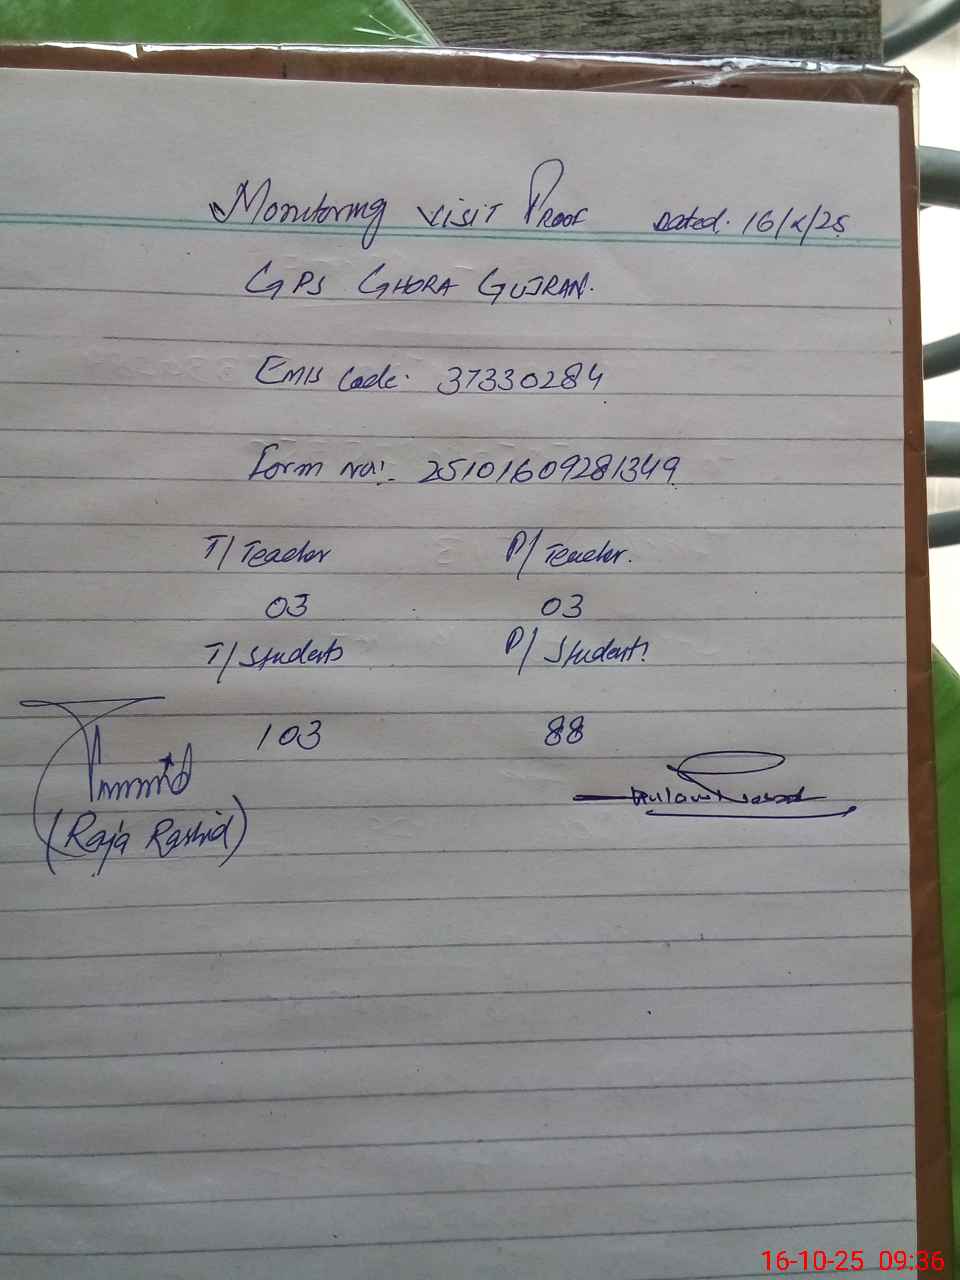 Monitoring visit Proof Dated: 16/x/25
GPS GHORA GUJRAN.
EMIS Code: 37330284
Form No:- 25101609281349
T/Teacher P/Teacher.
03 03
T/Students P/Students
103 88
(Raja Rashid)
16-10-25 09:36